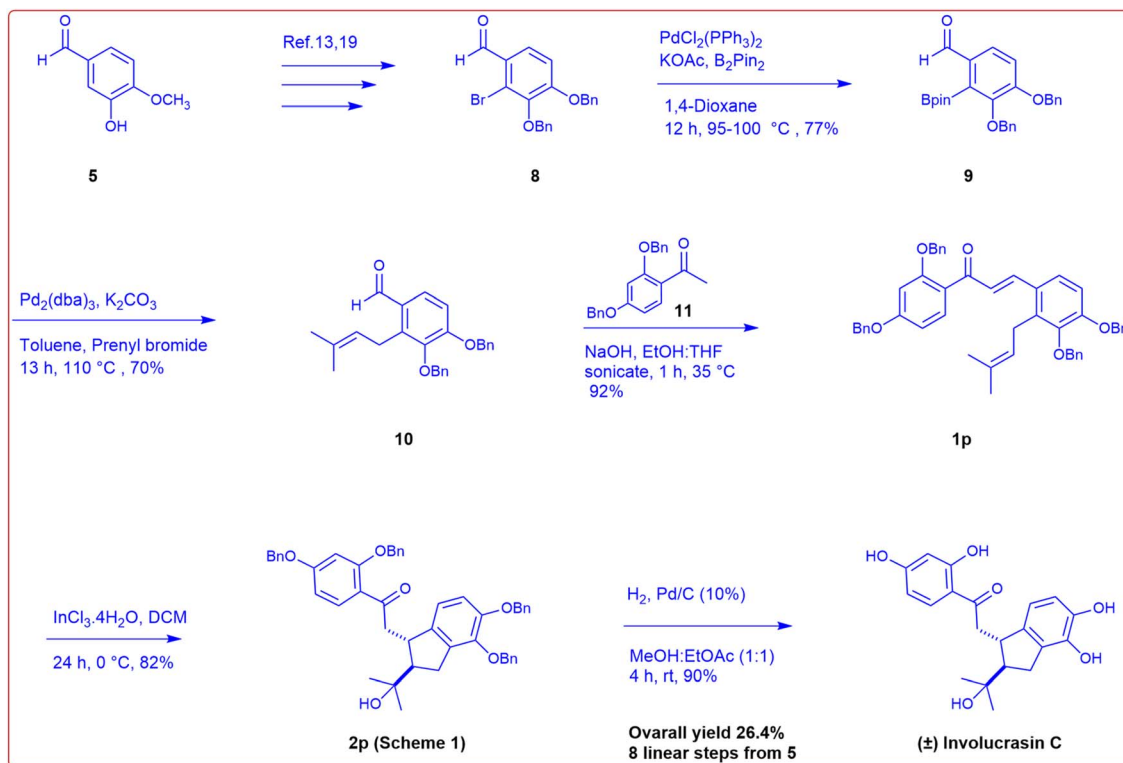 O
H
OCH3
OH
5
Ref.13,19
O
H
Br
OBn
OBn
8
PdCl2(PPh3)2
KOAc, B2Pin2
1,4-Dioxane
12 h, 95-100 °C , 77%
O
H
BPin
OBn
OBn
9
Pd2(dba)3, K2CO3
Toluene, Prenyl bromide
13 h, 110 °C , 70%
O
H
OBn
OBn
10
OBn
O
BnO
11
NaOH, EtOH:THF
sonicate, 1 h, 35 °C
92%
OBn
O
BnO
OBn
OBn
1p
InCl3.4H2O, DCM
24 h, 0 °C, 82%
BnO
OBn
O
OBn
OBn
HO
2p (Scheme 1)
H2, Pd/C (10%)
MeOH:EtOAc (1:1)
4 h, rt, 90%
Ovarall yield 26.4%
8 linear steps from 5
HO
OH
O
OH
OH
HO
(±) Involucrasin C